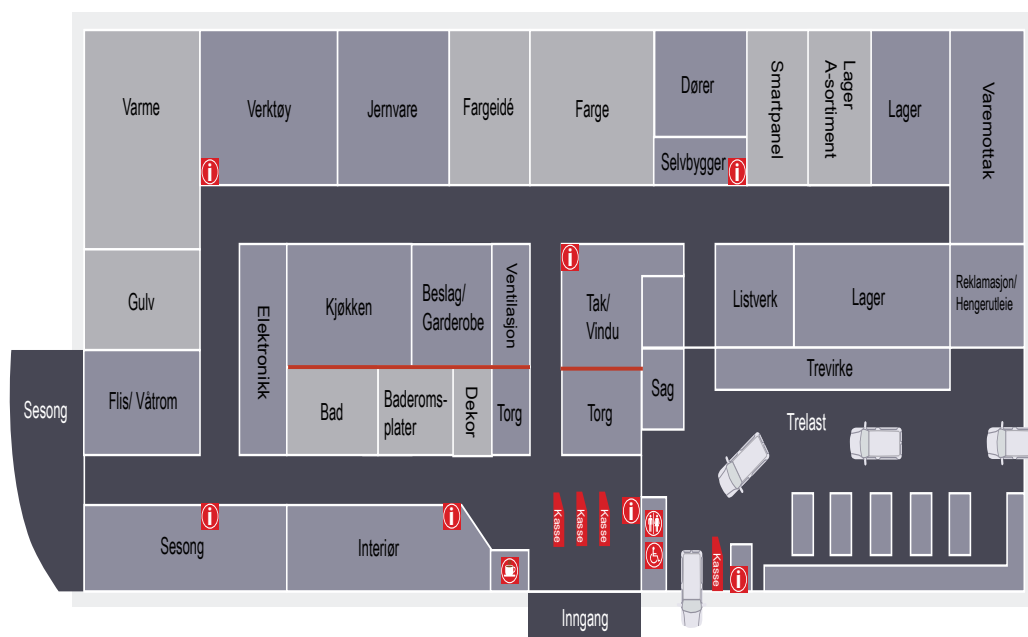 Varme
Verktøy
Jernvare
Fargeidé
Farge
Dører
Selvbygger
Smartpanel
Lager
A-sortiment
Lager
Varemottak
Gulv
Elektronikk
Kjøkken
Beslag/
Garderobe
Ventilasjon
Tak/
Vindu
Listverk
Lager
Reklamasjon/
Hengerutleie
Sesong
Flis/ Våtrom
Bad
Baderoms-
plater
Dekor
Torg
Torg
Sag
Trevirke
Trelast
Sesong
Interiør
Kasse
Kasse
Kasse
Kasse
Inngang
i
i
i
i
i
i
i